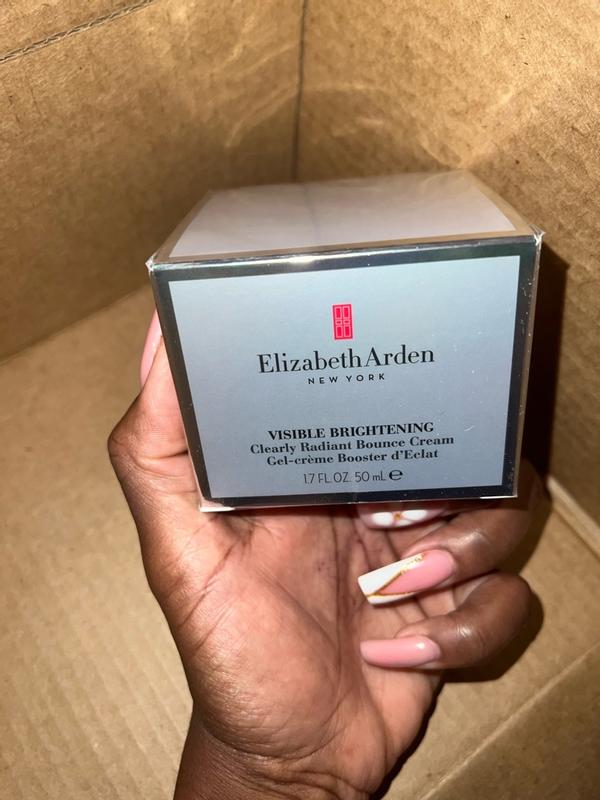 Elizabeth Arden
NEW YORK
VISIBLE BRIGHTENING
Clearly Radiant Bounce Cream
Gel-crème Booster d'Eclat
1.7 FL.OZ. 50 mL ℮